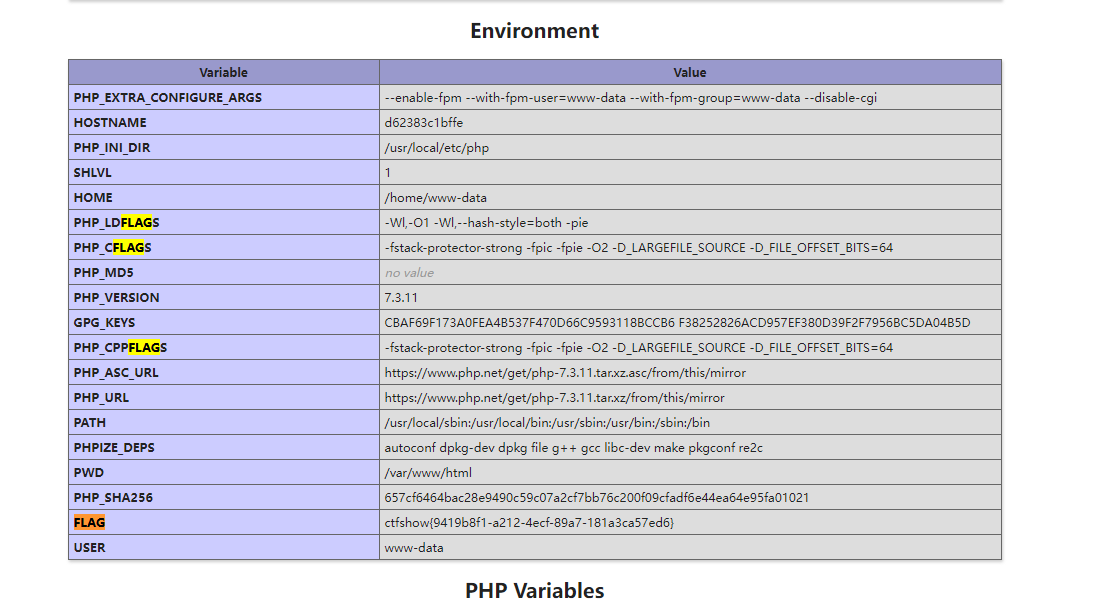 Environment
Variable Value
PHP_EXTRA_CONFIGURE_ARGS --enable-fpm --with-fpm-user=www-data --with-fpm-group=www-data --disable-cgi
HOSTNAME d62383c1bffe
PHP_INI_DIR /usr/local/etc/php
SHLVL 1
HOME /home/www-data
PHP_LDFLAGS -Wl,-O1 -Wl,--hash-style=both -pie
PHP_CFLAGS -fstack-protector-strong -fpic -fpie -O2 -D_LARGEFILE_SOURCE -D_FILE_OFFSET_BITS=64
PHP_MD5 no value
PHP_VERSION 7.3.11
GPG_KEYS CBAF69F173A0FEA4B537F470D66C9593118BCCB6 F38252826ACD957EF380D39F2F7956BC5DA04B5D
PHP_CPPFLAGS -fstack-protector-strong -fpic -fpie -O2 -D_LARGEFILE_SOURCE -D_FILE_OFFSET_BITS=64
PHP_ASC_URL https://www.php.net/get/php-7.3.11.tar.xz.asc/from/this/mirror
PHP_URL https://www.php.net/get/php-7.3.11.tar.xz/from/this/mirror
PATH /usr/local/sbin:/usr/local/bin:/usr/sbin:/usr/bin:/sbin:/bin
PHPIZE_DEPS autoconf dpkg-dev dpkg file g++ gcc libc-dev make pkgconf re2c
PWD /var/www/html
PHP_SHA256 657cf6464bac28e9490c59c07a2cf7bb76c200f09cfadf6e44ea64e95fa01021
FLAG ctfshow{9419b8f1-a212-4ecf-89a7-181a3ca57ed6}
USER www-data
PHP Variables